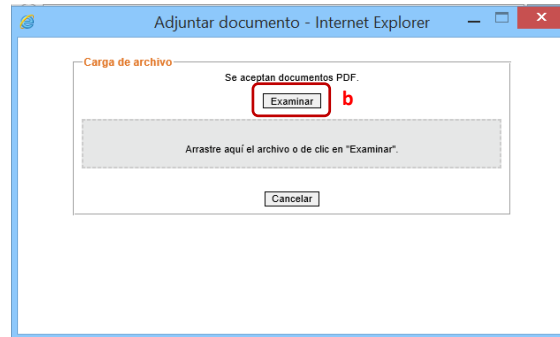 Adjuntar documento - Internet Explorer
Carga de archivo
Se aceptan documentos PDF.
Examinar b
Arrastre aquí el archivo o de clic en "Examinar".
Cancelar